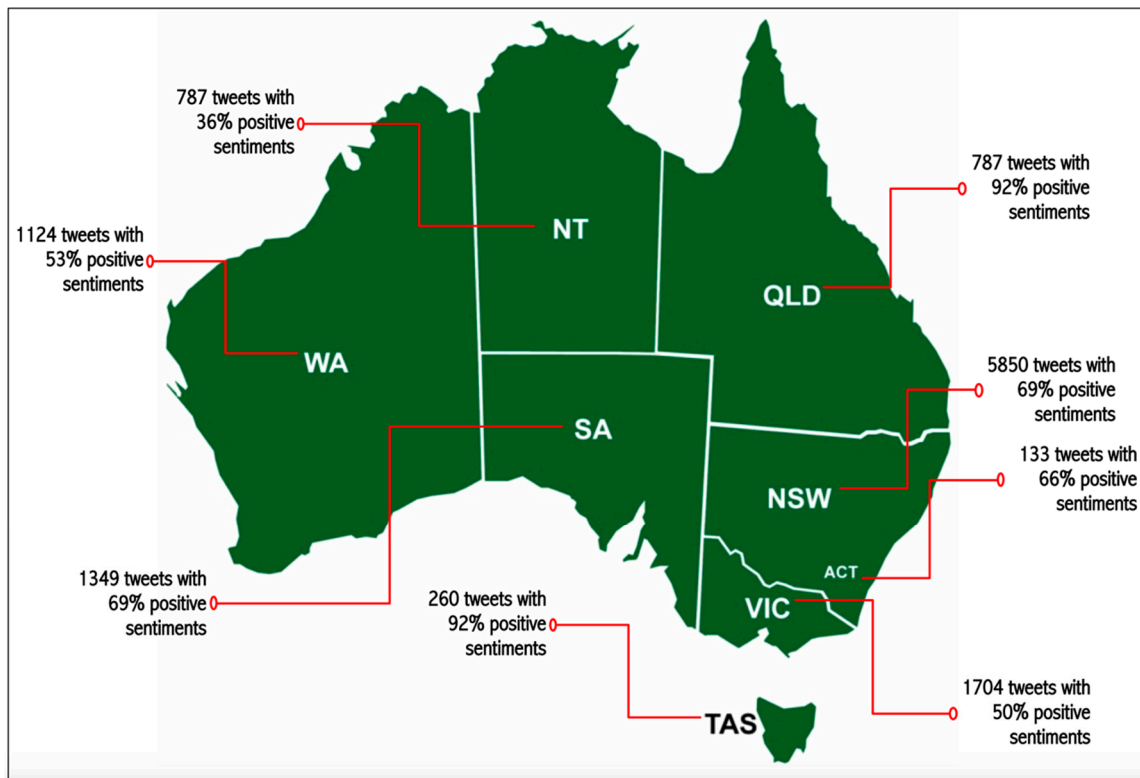 787 tweets with
36% positive
sentiments
787 tweets with
92% positive
sentiments
NT
1124 tweets with
53% positive
sentiments
QLD
WA
5850 tweets with
69% positive
sentiments
SA
133 tweets with
66% positive
sentiments
NSW
ACT
1349 tweets with
69% positive
sentiments
260 tweets with
92% positive
sentiments
VIC
1704 tweets with
50% positive
sentiments
TAS